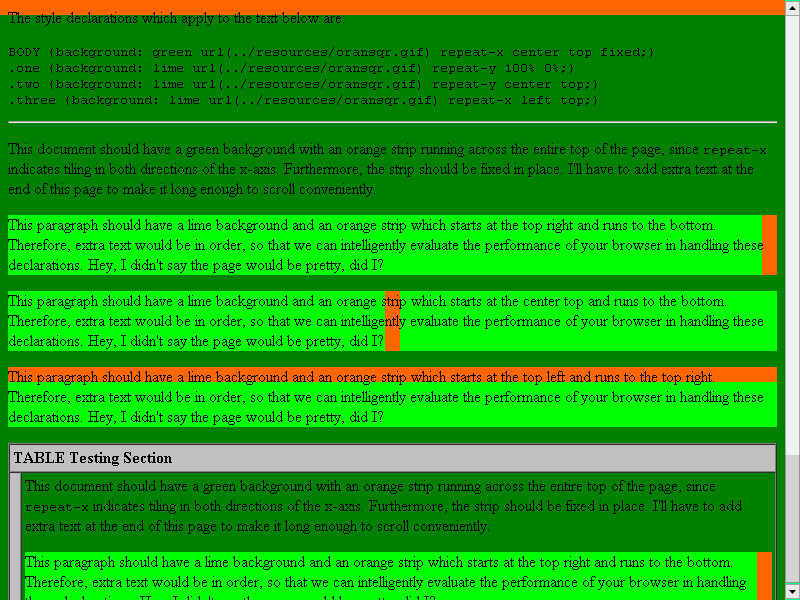 The style declarations which apply to the text below are:
BODY {background: green url(../resources/oransqr.gif) repeat-x center top fixed;}
.one {background: lime url(../resources/oransqr.gif) repeat-y 100% 0%;}
.two {background: lime url(../resources/oransqr.gif) repeat-y center top;}
.three {background: lime url(../resources/oransqr.gif) repeat-x left top;}
This document should have a green background with an orange strip running across the entire top of the page, since repeat-x
indicates tiling in both directions of the x-axis. Furthermore, the strip should be fixed in place. I'll have to add extra text at the
end of this page to make it long enough to scroll conveniently.
This paragraph should have a lime background and an orange strip which starts at the top right and runs to the bottom.
Therefore, extra text would be in order, so that we can intelligently evaluate the performance of your browser in handling these
declarations. Hey, I didn't say the page would be pretty, did I?
This paragraph should have a lime background and an orange strip which starts at the center top and runs to the bottom.
Therefore, extra text would be in order, so that we can intelligently evaluate the performance of your browser in handling these
declarations. Hey, I didn't say the page would be pretty, did I?
This paragraph should have a lime background and an orange strip which starts at the top left and runs to the top right.
Therefore, extra text would be in order, so that we can intelligently evaluate the performance of your browser in handling these
declarations. Hey, I didn't say the page would be pretty, did I?
TABLE Testing Section
This document should have a green background with an orange strip running across the entire top of the page, since
repeat-x indicates tiling in both directions of the x-axis. Furthermore, the strip should be fixed in place. I'll have to add
extra text at the end of this page to make it long enough to scroll conveniently.
This paragraph should have a lime background and an orange strip which starts at the top right and runs to the bottom.
Therefore, extra text would be in order, so that we can intelligently evaluate the performance of your browser in handling